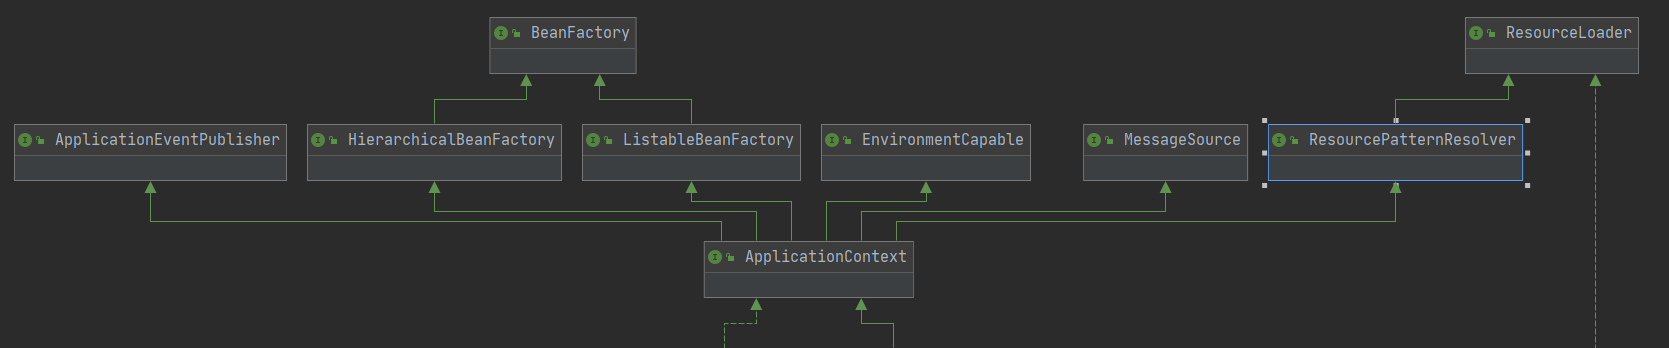 BeanFactory
ResourceLoader
ApplicationEventPublisher
HierarchicalBeanFactory
ListableBeanFactory
EnvironmentCapable
MessageSource
ResourcePatternResolver
ApplicationContext